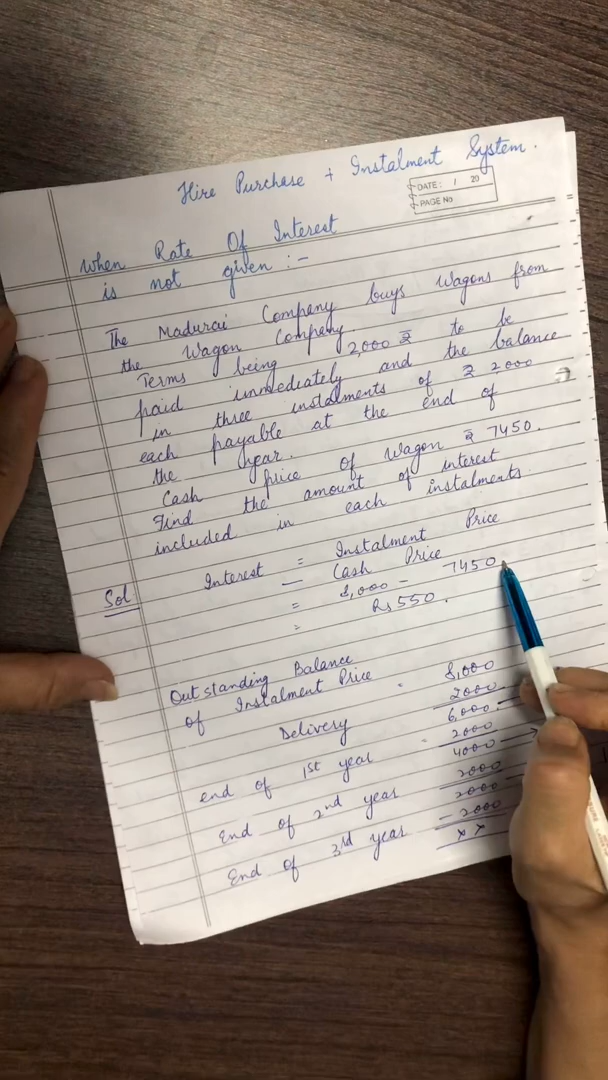 Hire Purchase + Instalment System.
DATE: / 20
PAGE No
When Rate Of Interest
is not given :-
The Madurai Company buys Wagons from
the Wagon Company.
Terms being 2,000 ₹ to be
paid immediately and the balance
in three instalments of ₹ 2000
each payable at the end of
the year.
Cash price of Wagon ₹ 7450.
Find the amount of interest
included in each instalments.
Sol Interest = Instalment Price
— Cash Price
= 8,000 - 7450
= Rs 550.
Outstanding Balance
of Instalment Price - 8,000
Delivery 2000
6,000
end of 1st year - 2000
4000 →
End of 2nd year 2000
2000
End of 3rd year - 2000
x x